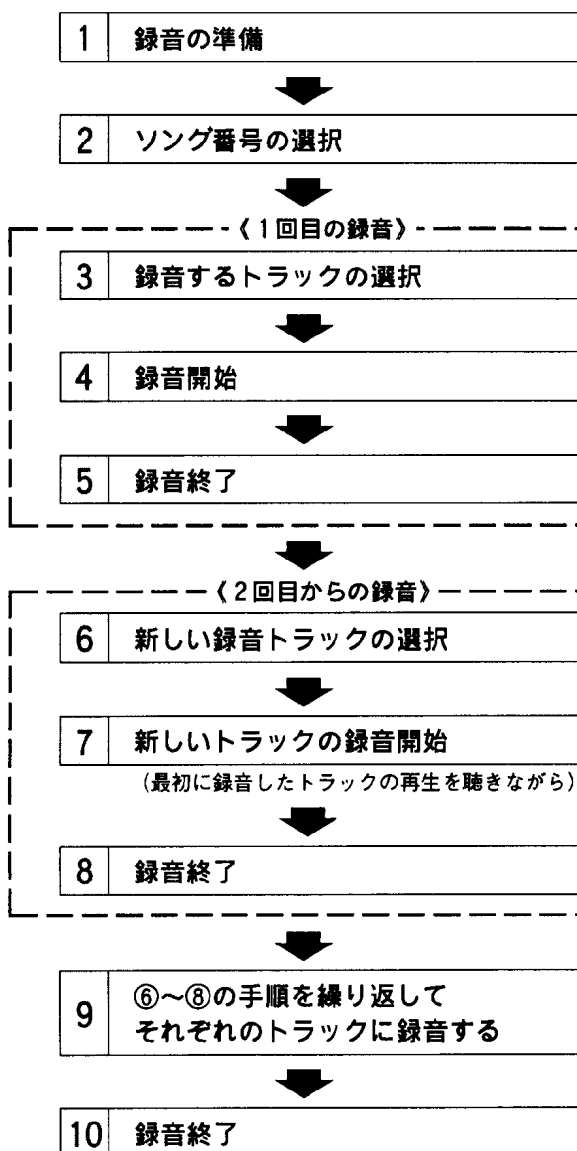 1 録音の準備
2 ソング番号の選択
《1回目の録音》
3 録音するトラックの選択
4 録音開始
5 録音終了
《2回目からの録音》
6 新しい録音トラックの選択
7 新しいトラックの録音開始
(最初に録音したトラックの再生を聴きながら)
8 録音終了
9 ⑥～⑧の手順を繰り返して
それぞれのトラックに録音する
10 録音終了